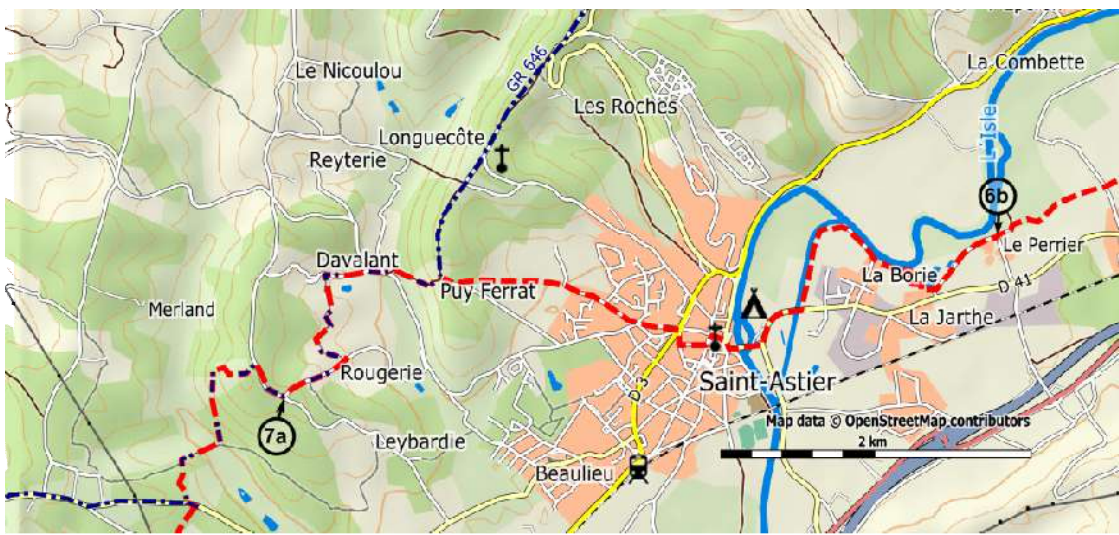 La Combette
Le Nicoulou
GR 646
Les Roches
Longuecôte
Reyterie
L'Isle
6b
Le Perrier
Davalant
La Borie
Puy Ferrat
D 41
Merland
La Jarthe
Rougerie
Saint-Astier
D 3
7a
Leybardie
Map data © OpenStreetMap contributors
2 km
Beaulieu